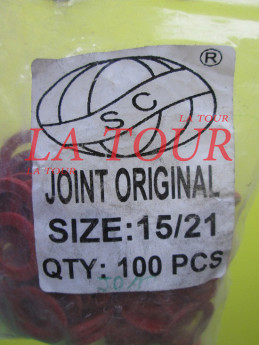 ®
SC
LA TOUR
LA TOUR
LA TOUR
JOINT ORIGINAL
SIZE:15/21
QTY: 100 PCS